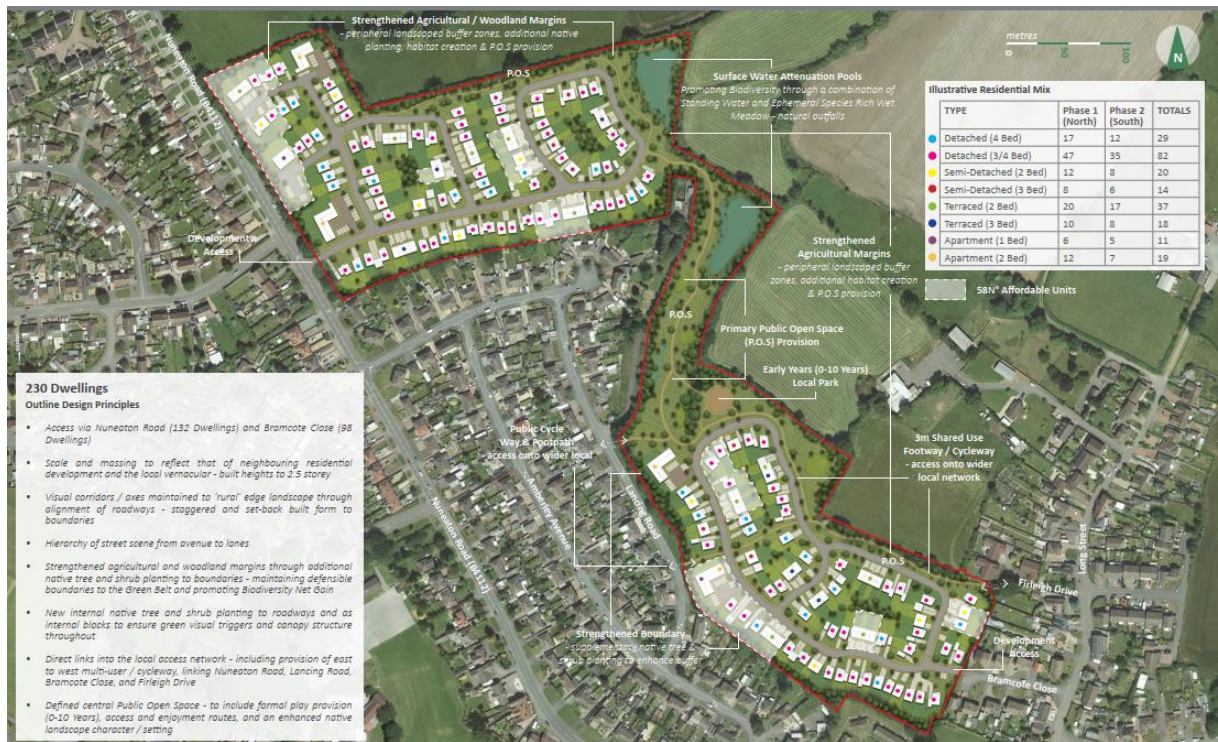 Strengthened Agricultural / Woodland Margins
- peripheral landscaped buffer zones, additional native
planting, habitat creation & P.O.S provision
Nuneaton Road (B4112)
P.O.S
Surface Water Attenuation Pools
Promoting Biodiversity through a combination of
Standing Water and Ephemeral Species Rich Wet
Meadow - natural outfalls
metres
0
50
100
N
Illustrative Residential Mix
TYPE Phase 1 (North) Phase 2 (South) TOTALS
Detached (4 Bed) 17 12 29
Detached (3/4 Bed) 47 35 82
Semi-Detached (2 Bed) 12 8 20
Semi-Detached (3 Bed) 8 6 14
Terraced (2 Bed) 20 17 37
Terraced (3 Bed) 10 8 18
Apartment (1 Bed) 6 5 11
Apartment (2 Bed) 12 7 19
58N° Affordable Units
Development
Access
Strengthened
Agricultural Margins
- peripheral landscaped buffer
zones, additional habitat creation
& P.O.S provision
P.O.S
Primary Public Open Space
(P.O.S) Provision
Early Years (0-10 Years)
Local Park
Public Cycle
Way & Footpath
- access onto wider local
3m Shared Use
Footway / Cycleway
- access onto wider
local network
Lancing Road
Amberley Avenue
Nuneaton Road (B4112)
Long Street
P.O.S
Firleigh Drive
Strengthened Boundary
- supplementary native tree &
scrub planting to enhance buffer
Development
Access
Bramcote Close
230 Dwellings
Outline Design Principles
• Access via Nuneaton Road (132 Dwellings) and Bramcote Close (98
Dwellings)
• Scale and massing to reflect that of neighbouring residential
development and the local vernacular - built heights to 2.5 storey
• Visual corridors / axes maintained to 'rural' edge landscape through
alignment of roadways - staggered and set-back built form to
boundaries
• Hierarchy of street scene from avenue to lanes
• Strengthened agricultural and woodland margins through additional
native tree and shrub planting to boundaries - maintaining defensible
boundaries to the Green Belt and promoting Biodiversity Net Gain
• New internal native tree and shrub planting to roadways and as
internal blocks to ensure green visual triggers and canopy structure
throughout
• Direct links into the local access network - including provision of east
to west multi-user / cycleway, linking Nuneaton Road, Lancing Road,
Bramcote Close, and Firleigh Drive
• Defined central Public Open Space - to include formal play provision
(0-10 Years), access and enjoyment routes, and an enhanced native
landscape character / setting